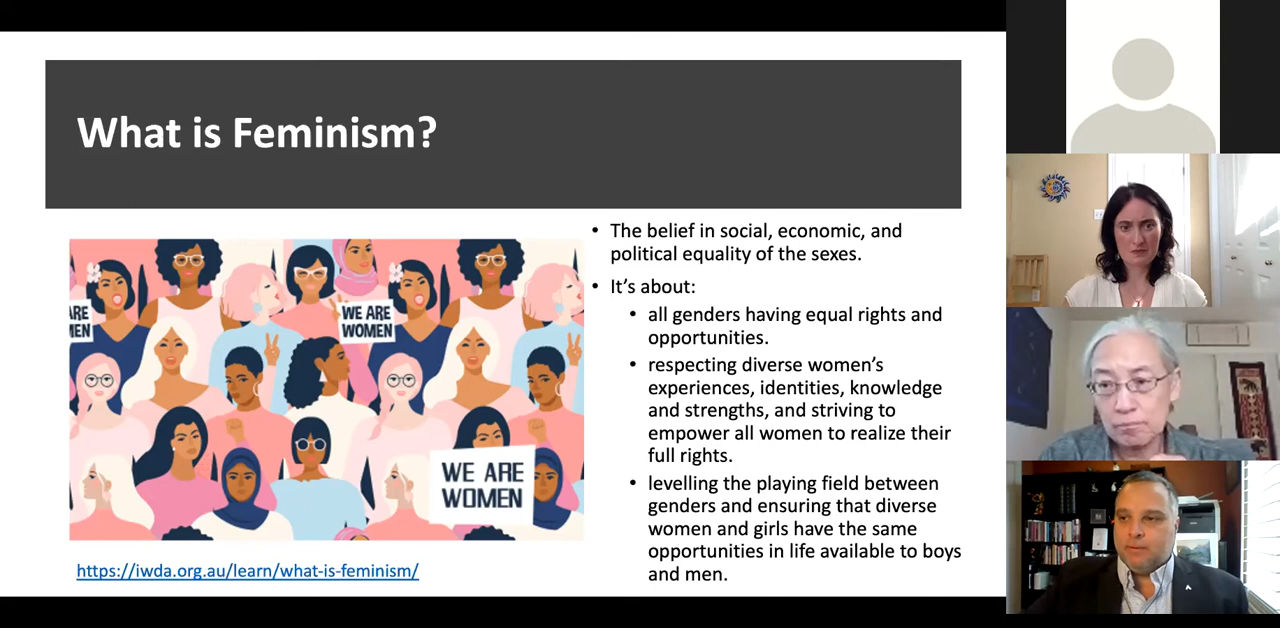 What is Feminism?
WE ARE
WOMEN
ARE
MEN
WE ARE
WOMEN
https://iwda.org.au/learn/what-is-feminism/
• The belief in social, economic, and
political equality of the sexes.
• It’s about:
• all genders having equal rights and
opportunities.
• respecting diverse women’s
experiences, identities, knowledge
and strengths, and striving to
empower all women to realize their
full rights.
• levelling the playing field between
genders and ensuring that diverse
women and girls have the same
opportunities in life available to boys
and men.